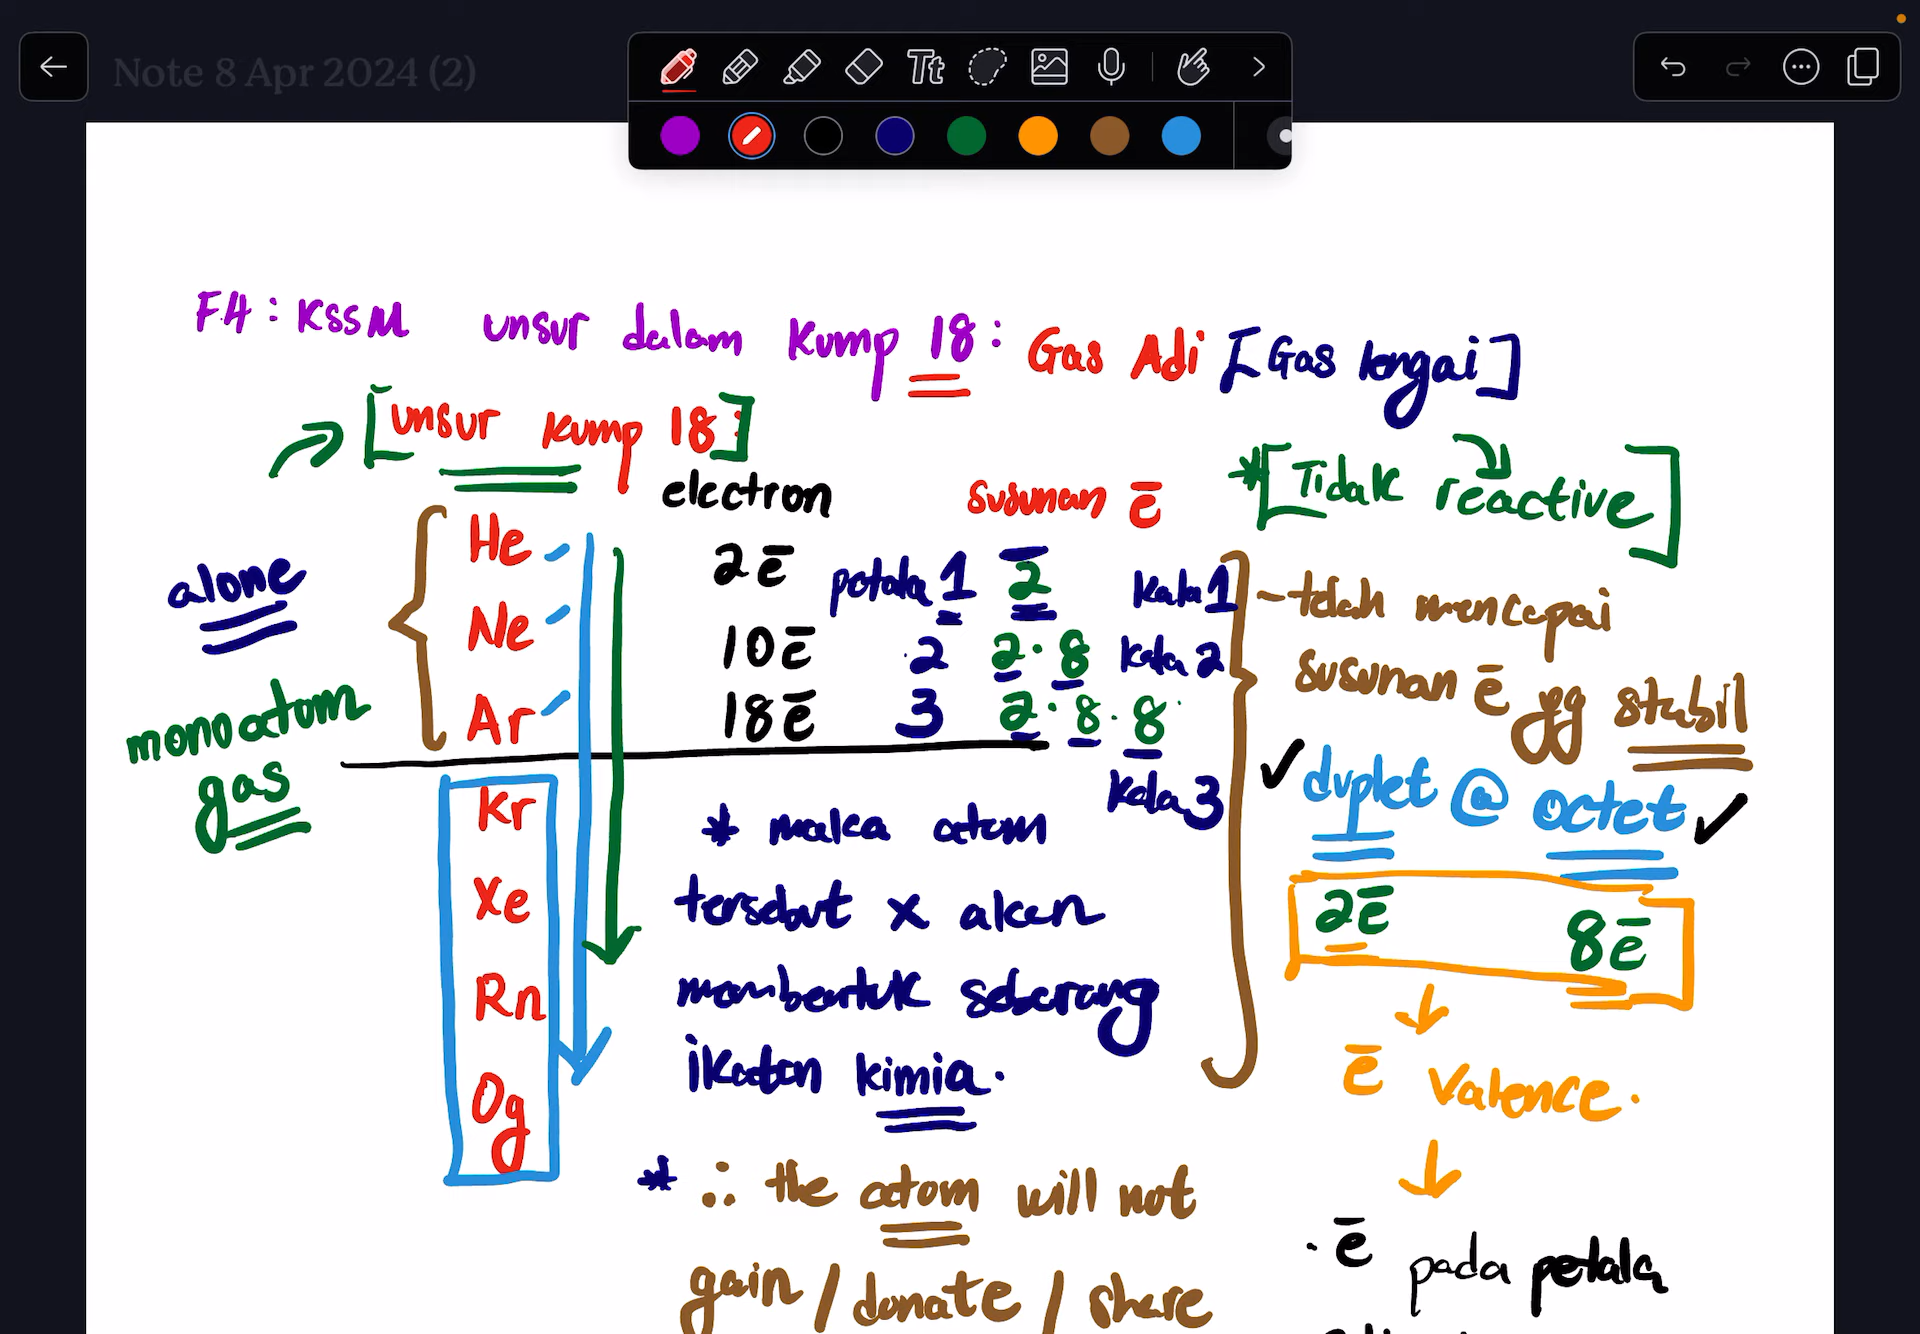 Note 8 Apr 2024 (2)
Tt
F4 : KSSM unsur dalam Kump 18 : Gas Adi [Gas lengai]
[unsur Kump 18:]
electron susunan ē
*[Tidak reactive]
He 2ē petala 1 2 kala 1
Ne 10ē 2 2.8 kala 2
Ar 18ē 3 2.8.8 kala 3
alone
monoatom
gas
Kr
Xe
Rn
Og
* maka atom
tersebut x akan
membentuk sebarang
ikatan kimia.
* ∴ the atom will not
gain / donate / share
- telah mencapai
susunan ē yg stabil
✓ duplet @ octet ✓
2ē 8ē
ē valence.
. ē pada petala